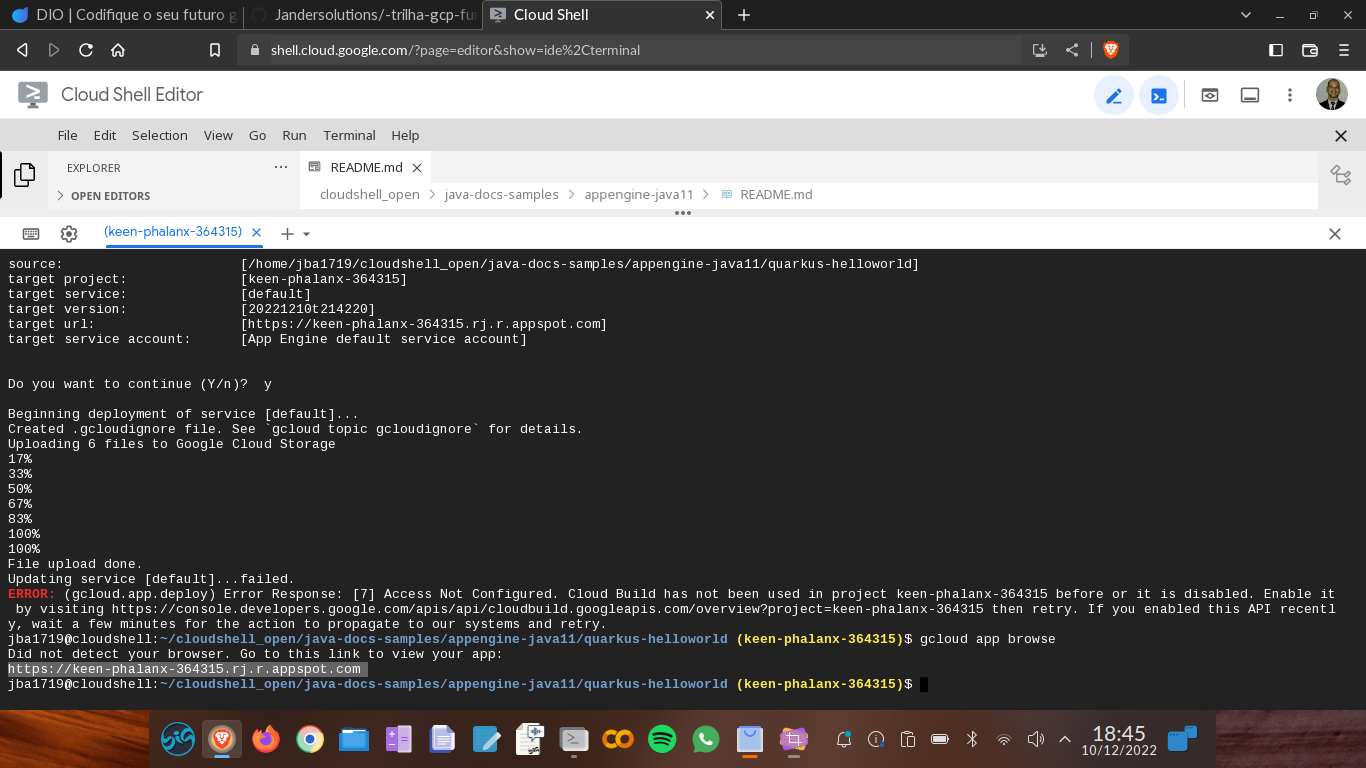 DIO | Codifique o seu futuro g
Jandersolutions/-trilha-gcp-fur
Cloud Shell
shell.cloud.google.com/?page=editor&show=ide%2Cterminal
Cloud Shell Editor
File Edit Selection View Go Run Terminal Help
EXPLORER
README.md
OPEN EDITORS
cloudshell_open > java-docs-samples > appengine-java11 > README.md
(keen-phalanx-364315)
source: [/home/jba1719/cloudshell_open/java-docs-samples/appengine-java11/quarkus-helloworld]
target project: [keen-phalanx-364315]
target service: [default]
target version: [20221210t214220]
target url: [https://keen-phalanx-364315.rj.r.appspot.com]
target service account: [App Engine default service account]
Do you want to continue (Y/n)? y
Beginning deployment of service [default]...
Created .gcloudignore file. See `gcloud topic gcloudignore` for details.
Uploading 6 files to Google Cloud Storage
17%
33%
50%
67%
83%
100%
100%
File upload done.
Updating service [default]...failed.
ERROR: (gcloud.app.deploy) Error Response: [7] Access Not Configured. Cloud Build has not been used in project keen-phalanx-364315 before or it is disabled. Enable it
by visiting https://console.developers.google.com/apis/api/cloudbuild.googleapis.com/overview?project=keen-phalanx-364315 then retry. If you enabled this API recentl
y, wait a few minutes for the action to propagate to our systems and retry.
jba1719@cloudshell:~/cloudshell_open/java-docs-samples/appengine-java11/quarkus-helloworld (keen-phalanx-364315)$ gcloud app browse
Did not detect your browser. Go to this link to view your app:
https://keen-phalanx-364315.rj.r.appspot.com
jba1719@cloudshell:~/cloudshell_open/java-docs-samples/appengine-java11/quarkus-helloworld (keen-phalanx-364315)$
18:45
10/12/2022